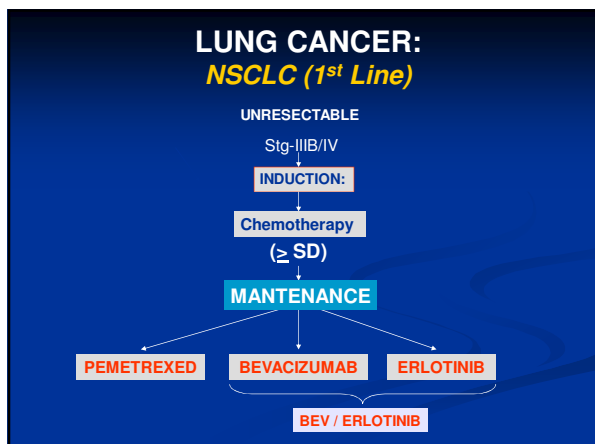 LUNG CANCER:
NSCLC (1st Line)
UNRESECTABLE
Stg-IIIB/IV
INDUCTION:
Chemotherapy
(≥ SD)
MANTENANCE
PEMETREXED BEVACIZUMAB ERLOTINIB
BEV / ERLOTINIB